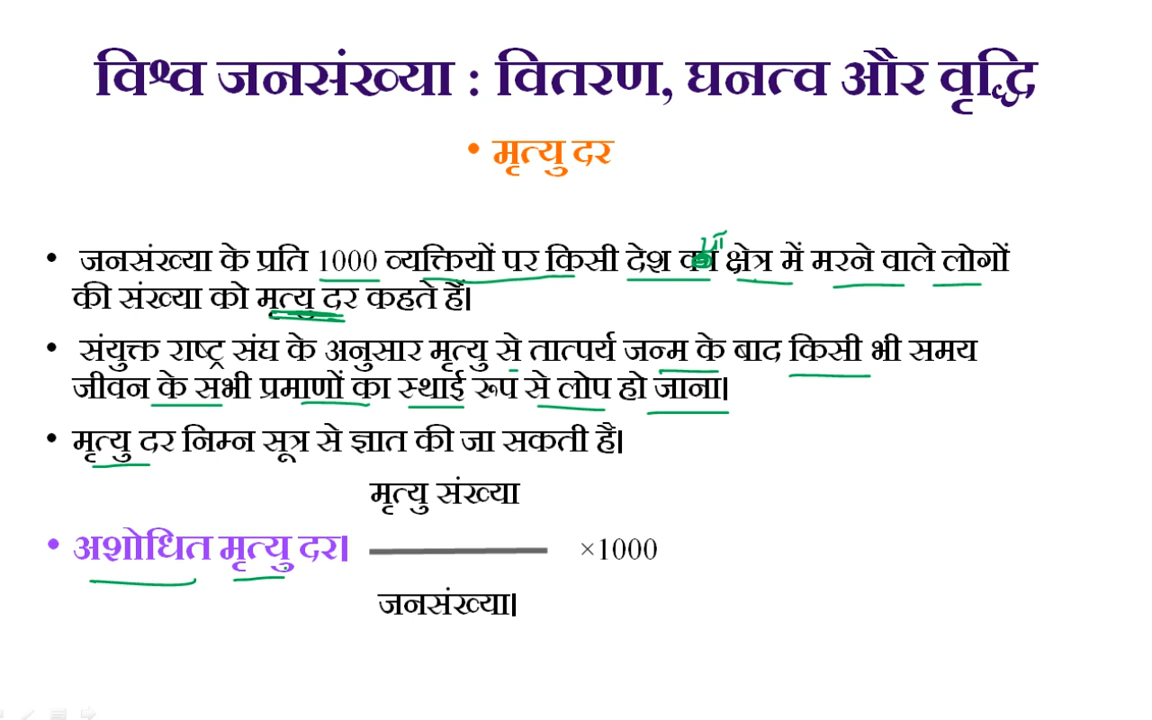 विश्व जनसंख्या : वितरण, घनत्व और वृद्धि
• मृत्यु दर
• जनसंख्या के प्रति 1000 व्यक्तियों पर किसी देश या क्षेत्र में मरने वाले लोगों
की संख्या को मृत्यु दर कहते हैं।
• संयुक्त राष्ट्र संघ के अनुसार मृत्यु से तात्पर्य जन्म के बाद किसी भी समय
जीवन के सभी प्रमाणों का स्थाई रूप से लोप हो जाना।
• मृत्यु दर निम्न सूत्र से ज्ञात की जा सकती है।
मृत्यु संख्या
• अशोधित मृत्यु दर। ×1000
जनसंख्या।